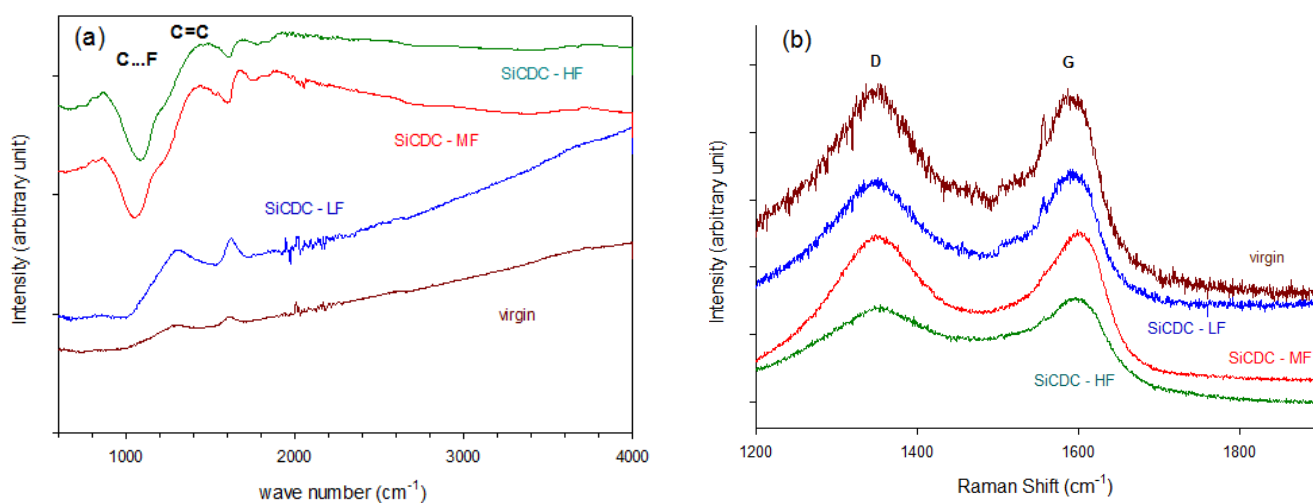 (a)
C=C
C...F
SiCDC - HF
SiCDC - MF
SiCDC - LF
virgin
Intensity (arbitrary unit)
1000 2000 3000 4000
wave number (cm⁻¹)
(b)
D G
virgin
SiCDC - LF
SiCDC - MF
SiCDC - HF
Intensity (arbitrary unit)
1200 1400 1600 1800
Raman Shift (cm⁻¹)